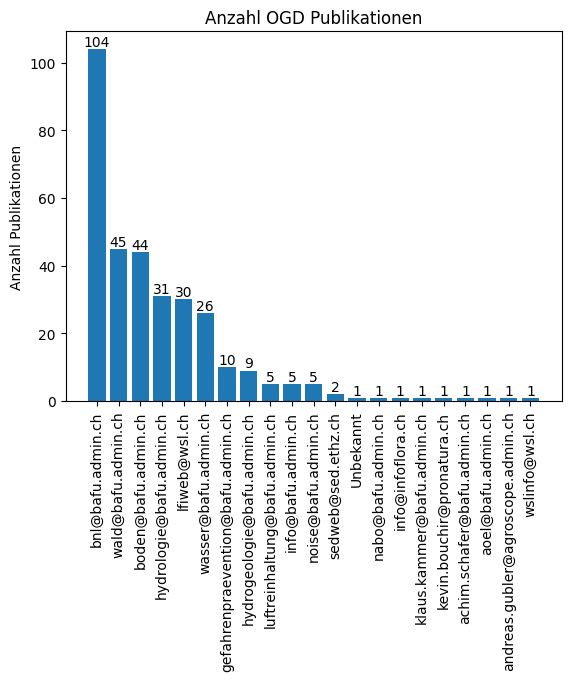 Anzahl OGD Publikationen
Anzahl Publikationen
100
80
60
40
20
0
104
45
44
31
30
26
10
9
5
5
5
2
1
1
1
1
1
1
1
1
1
bnl@bafu.admin.ch
wald@bafu.admin.ch
boden@bafu.admin.ch
hydrologie@bafu.admin.ch
lfiweb@wsl.ch
wasser@bafu.admin.ch
gefahrenpraevention@bafu.admin.ch
hydrogeologie@bafu.admin.ch
luftreinhaltung@bafu.admin.ch
info@bafu.admin.ch
noise@bafu.admin.ch
sedweb@sed.ethz.ch
Unbekannt
nabo@bafu.admin.ch
info@infoflora.ch
klaus.kammer@bafu.admin.ch
kevin.bouchir@pronatura.ch
achim.schafer@bafu.admin.ch
aoel@bafu.admin.ch
andreas.gubler@agroscope.admin.ch
wslinfo@wsl.ch